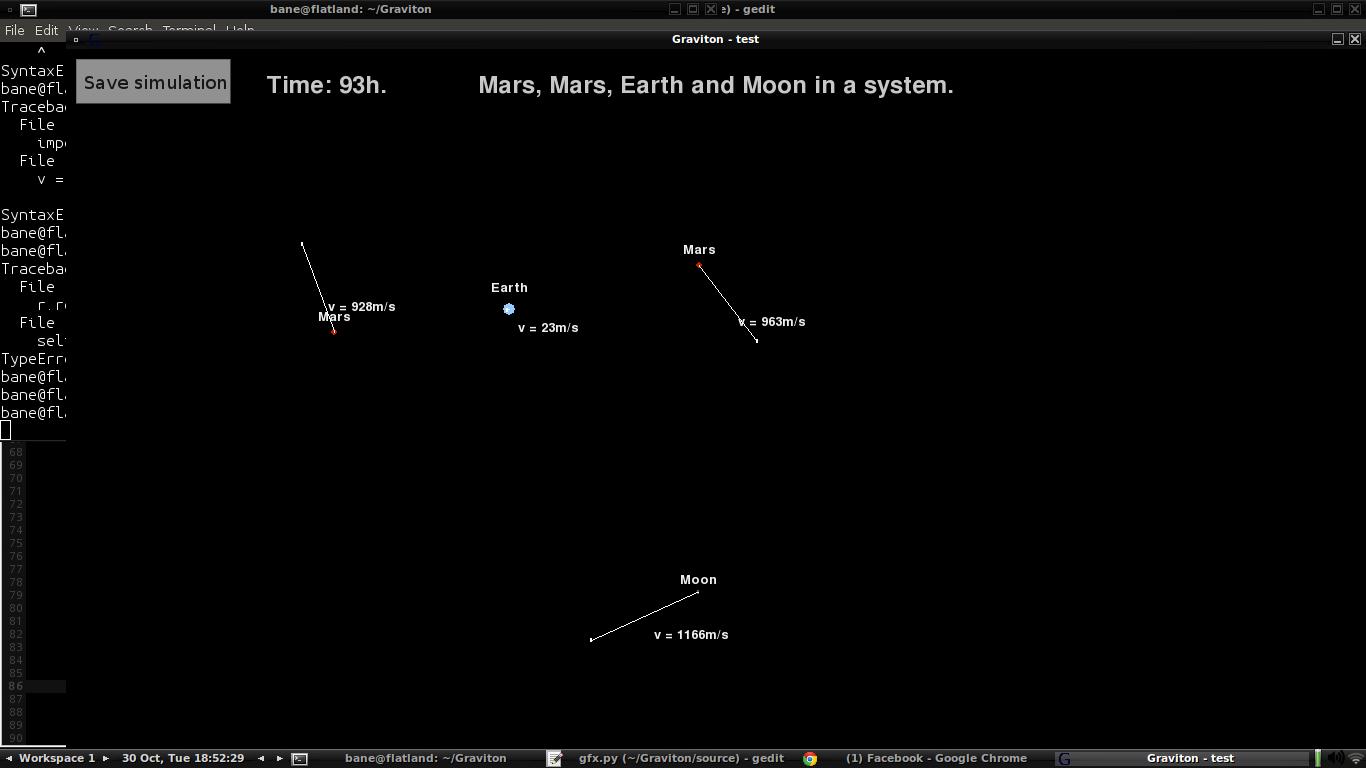 bane@flatland: ~/Graviton
e) - gedit
File Edit View Search Terminal Help
Graviton - test
^
SyntaxE
bane@fl
Traceba
File
impo
File
v =
SyntaxE
bane@fl
bane@fl
Traceba
File
r.r
File
sel
TypeErr
bane@fl
bane@fl
bane@fl
Save simulation
Time: 93h.
Mars, Mars, Earth and Moon in a system.
Mars
Earth
v = 928m/s
Mars
v = 963m/s
v = 23m/s
Moon
v = 1166m/s
68
69
70
71
72
73
74
75
76
77
78
79
80
81
82
83
84
85
86
87
88
89
90
Workspace 1
30 Oct, Tue 18:52:29
bane@flatland: ~/Graviton
gfx.py (~/Graviton/source) - gedit
(1) Facebook - Google Chrome
Graviton - test